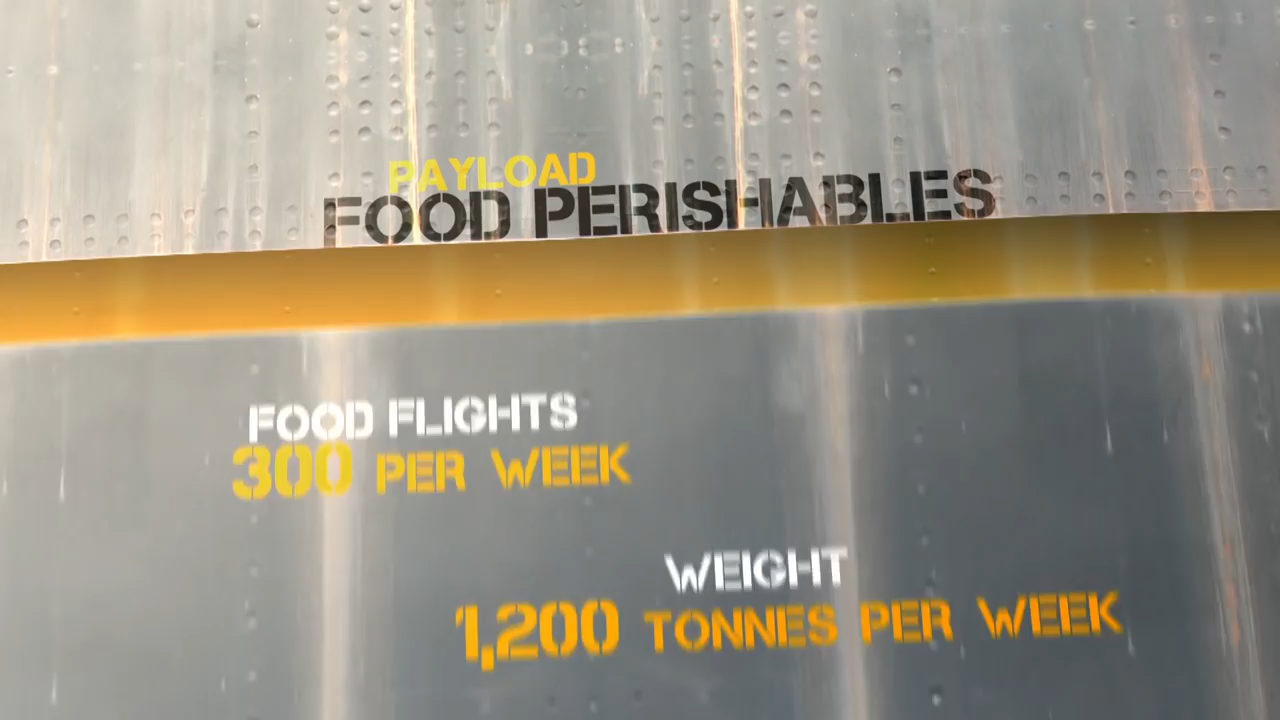 PAYLOAD
FOOD PERISHABLES
FOOD FLIGHTS
300 PER WEEK
WEIGHT
1,200 TONNES PER WEEK